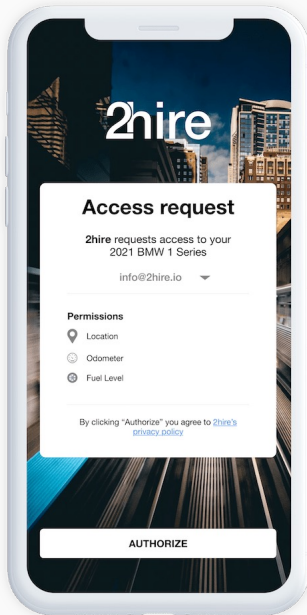 2hire
Access request
2hire requests access to your
2021 BMW 1 Series
info@2hire.io
Permissions
Location
Odometer
Fuel Level
By clicking “Authorize” you agree to 2hire's
privacy policy
AUTHORIZE